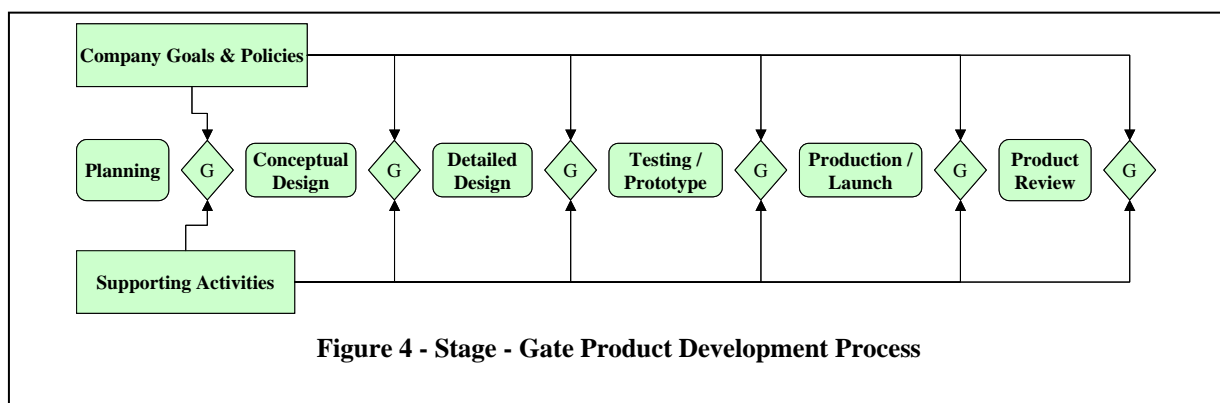 Company Goals & Policies
Planning
G
Conceptual
Design
G
Detailed
Design
G
Testing /
Prototype
G
Production /
Launch
G
Product
Review
G
Supporting Activities
Figure 4 - Stage - Gate Product Development Process